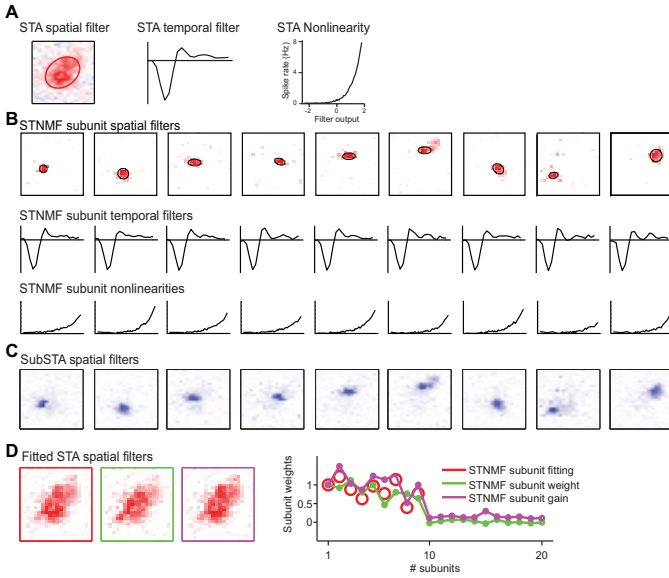 A
STA spatial filter
STA temporal filter
STA Nonlinearity
Spike rate (Hz)
8
4
0
-2
0
2
Filter output
B
STNMF subunit spatial filters
STNMF subunit temporal filters
STNMF subunit nonlinearities
C
SubSTA spatial filters
D
Fitted STA spatial filters
Subunit weights
1
0
1
10
20
# subunits
STNMF subunit fitting
STNMF subunit weight
STNMF subunit gain